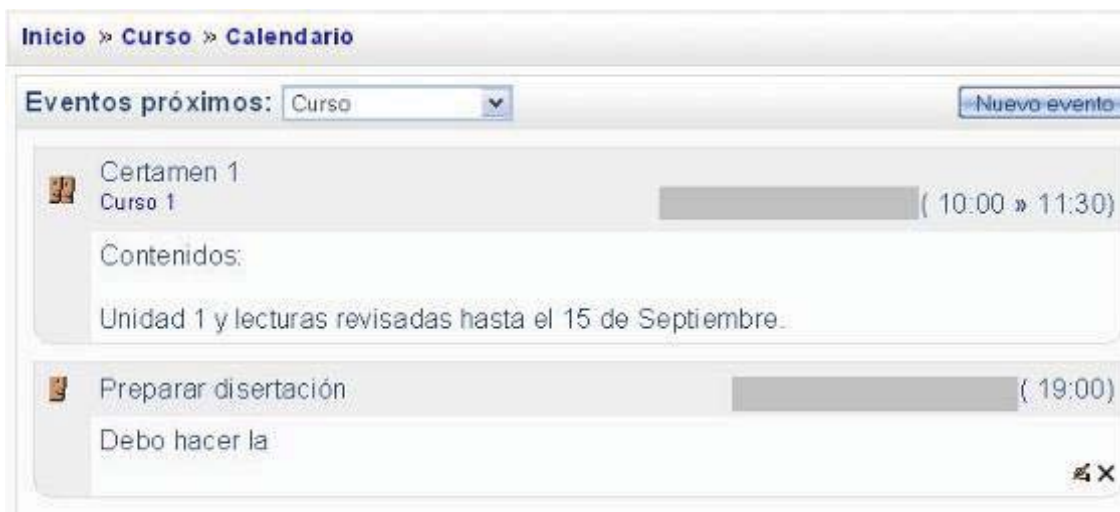 Inicio » Curso » Calendario
Eventos próximos: Curso Nuevo evento
Certamen 1
Curso 1 ( 10:00 » 11:30)
Contenidos:
Unidad 1 y lecturas revisadas hasta el 15 de Septiembre.
Preparar disertación ( 19:00)
Debo hacer la